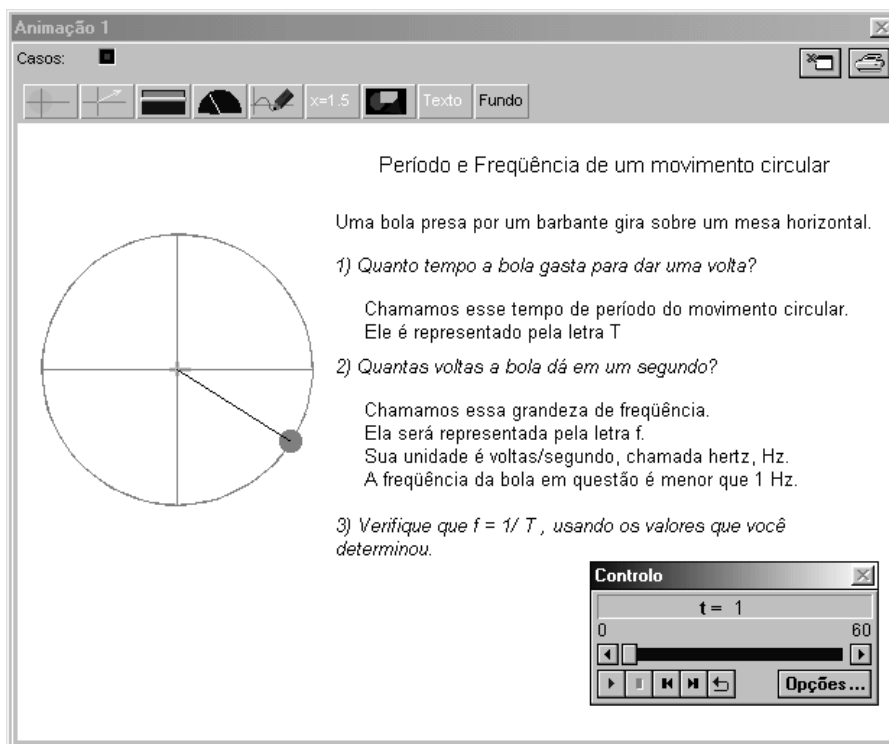 Animação 1
Casos:
x=1.5 Texto Fundo
Período e Freqüência de um movimento circular
Uma bola presa por um barbante gira sobre um mesa horizontal.
1) Quanto tempo a bola gasta para dar uma volta?
Chamamos esse tempo de período do movimento circular.
Ele é representado pela letra T
2) Quantas voltas a bola dá em um segundo?
Chamamos essa grandeza de freqüência.
Ela será representada pela letra f.
Sua unidade é voltas/segundo, chamada hertz, Hz.
A freqüência da bola em questão é menor que 1 Hz.
3) Verifique que f = 1/ T , usando os valores que você
determinou.
Controlo
t = 1
0 60
Opções...